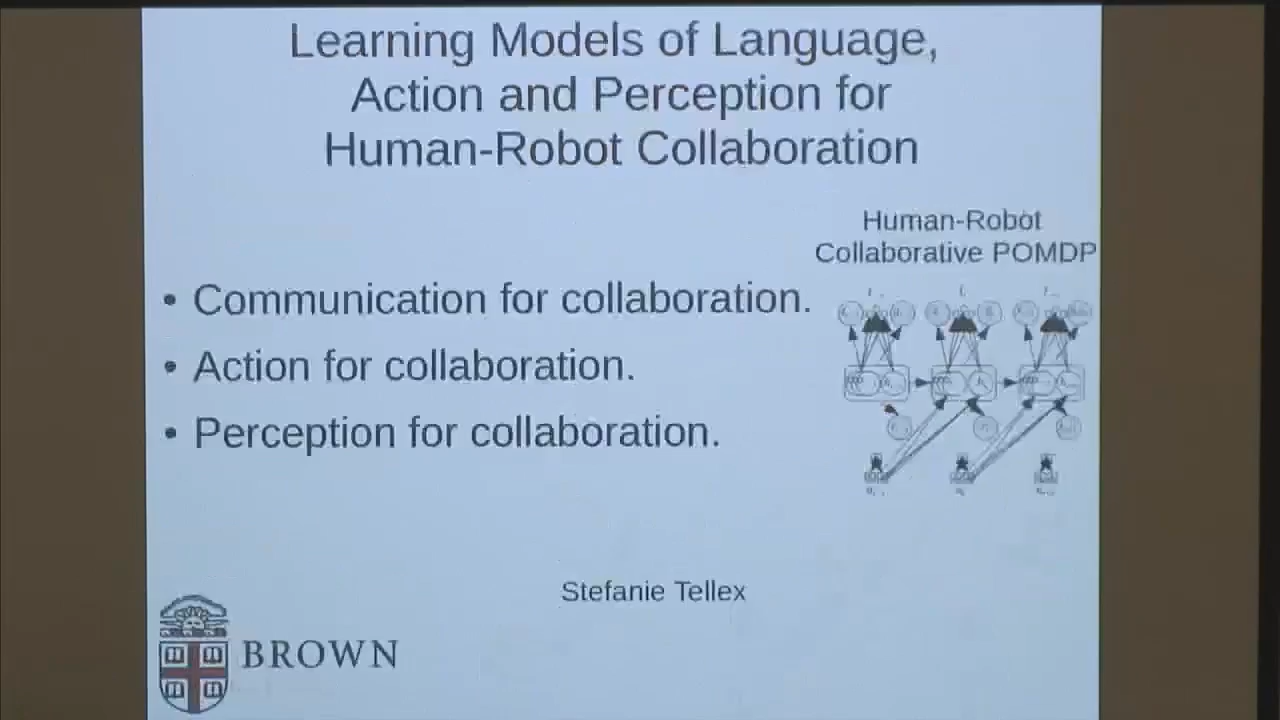 Learning Models of Language,
Action and Perception for
Human-Robot Collaboration
Human-Robot
Collaborative POMDP
• Communication for collaboration.
• Action for collaboration.
• Perception for collaboration.
Stefanie Tellex
BROWN